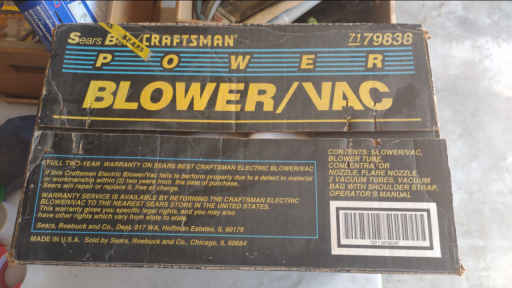 Sears Best CRAFTSMAN 7179838
POWER
BLOWER/VAC
FULL TWO-YEAR WARRANTY ON SEARS BEST CRAFTSMAN ELECTRIC BLOWER/VAC
If this Craftsman Electric Blower/Vac fails to perform properly due to a defect in material
or workmanship within (2) two years from the date of purchase,
Sears will repair or replace it, free of charge.
WARRANTY SERVICE IS AVAILABLE BY RETURNING THE CRAFTSMAN ELECTRIC
BLOWER/VAC TO THE NEAREST SEARS STORE IN THE UNITED STATES.
This warranty gives you specific legal rights, and you may also
have other rights which vary from state to state.
Sears, Roebuck and Co., Dept. 817 WA, Hoffman Estates, IL 60179
MADE IN U.S.A. Sold by Sears, Roebuck and Co., Chicago, IL 60684
CONTENTS: BLOWER/VAC,
BLOWER TUBE,
CONCENTRATOR
NOZZLE, FLARE NOZZLE,
2 VACUUM TUBES, VACUUM
BAG WITH SHOULDER STRAP,
OPERATOR'S MANUAL